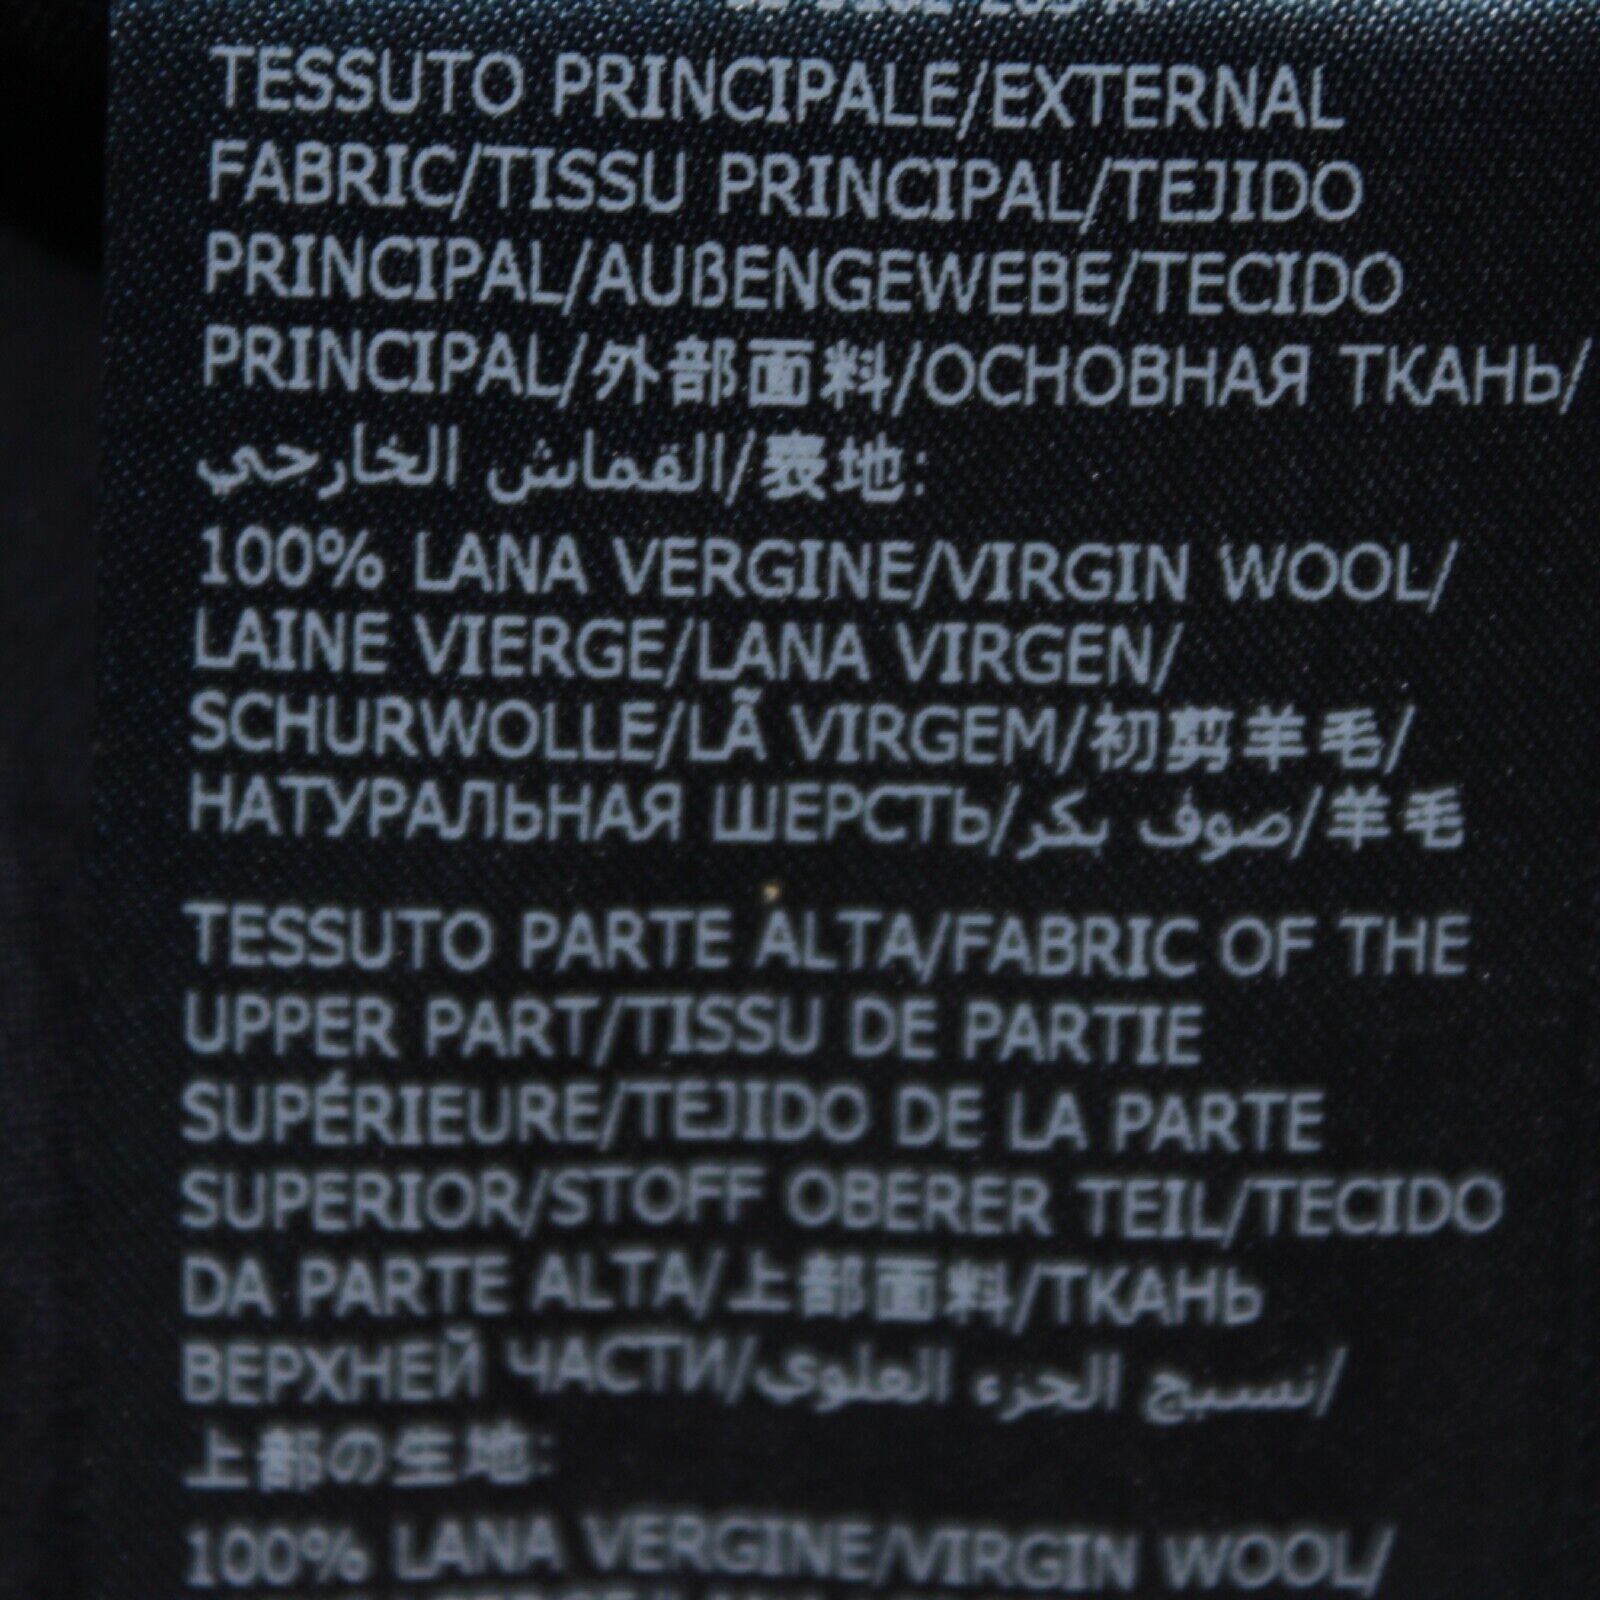 TESSUTO PRINCIPALE/EXTERNAL
FABRIC/TISSU PRINCIPAL/TEJIDO
PRINCIPAL/AUßENGEWEBE/TECIDO
PRINCIPAL/外部面料/ОСНОВНАЯ ТКАНЬ/
القماش الخارجي/表地:
100% LANA VERGINE/VIRGIN WOOL/
LAINE VIERGE/LANA VIRGEN/
SCHURWOLLE/LÃ VIRGEM/初剪羊毛/
НАТУРАЛЬНАЯ ШЕРСТЬ/صوف بكر/羊毛
TESSUTO PARTE ALTA/FABRIC OF THE
UPPER PART/TISSU DE PARTIE
SUPÉRIEURE/TEJIDO DE LA PARTE
SUPERIOR/STOFF OBERER TEIL/TECIDO
DA PARTE ALTA/上部面料/ТКАНЬ
ВЕРХНЕЙ ЧАСТИ/نسيج الجزء العلوى/
上部の生地:
100% LANA VERGINE/VIRGIN WOOL/